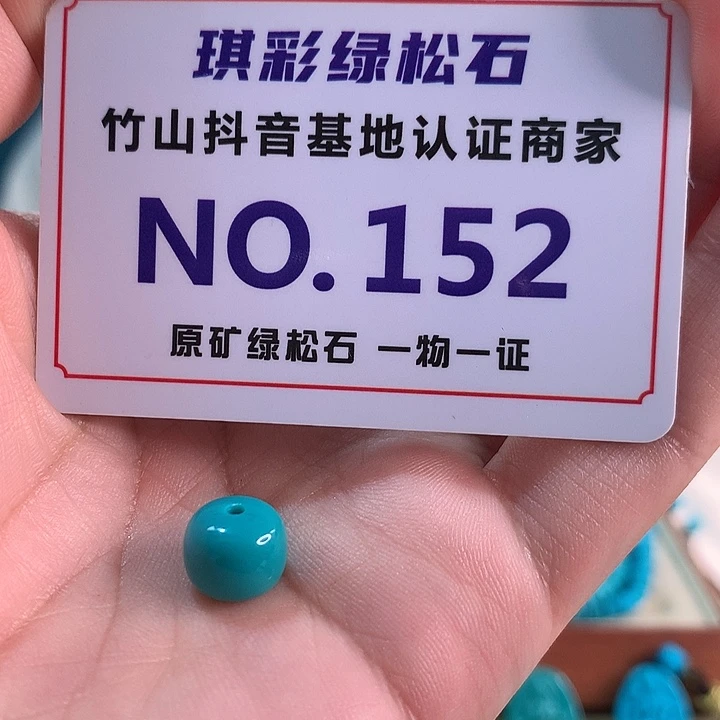 琪彩绿松石
竹山抖音基地认证商家
NO.152
原矿绿松石 一物一证